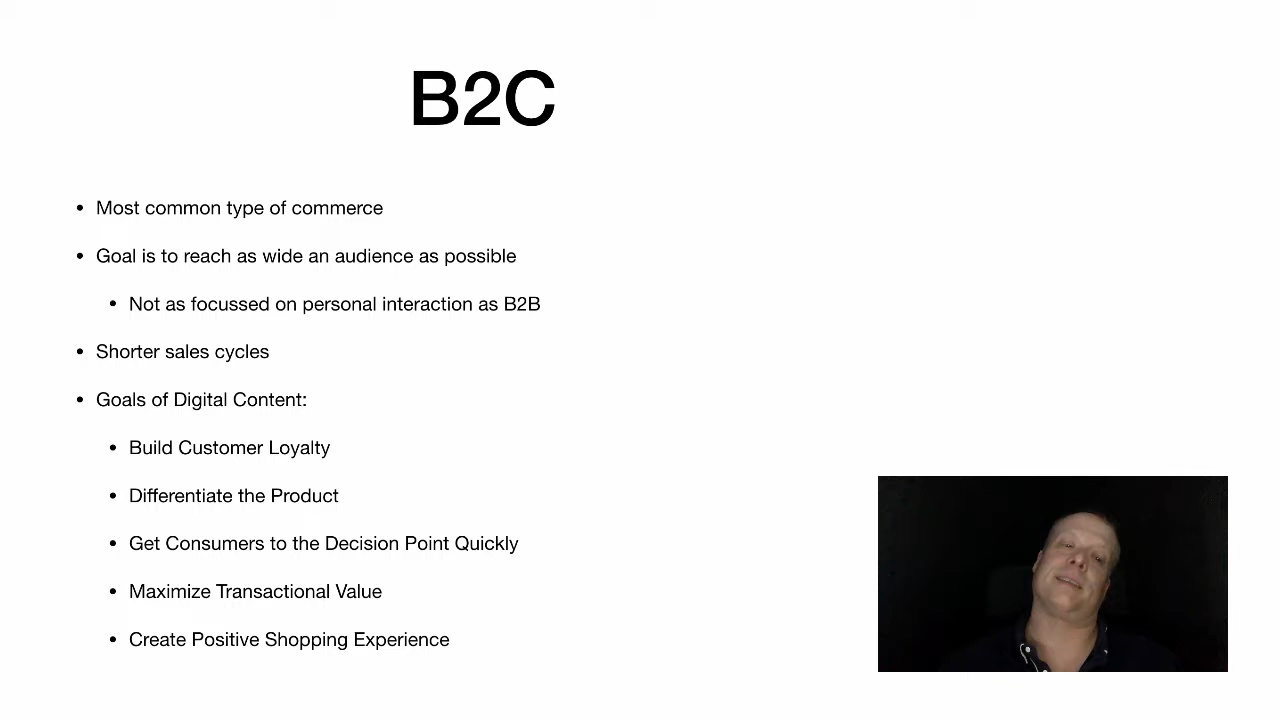 B2C
• Most common type of commerce
• Goal is to reach as wide an audience as possible
• Not as focussed on personal interaction as B2B
• Shorter sales cycles
• Goals of Digital Content:
• Build Customer Loyalty
• Differentiate the Product
• Get Consumers to the Decision Point Quickly
• Maximize Transactional Value
• Create Positive Shopping Experience